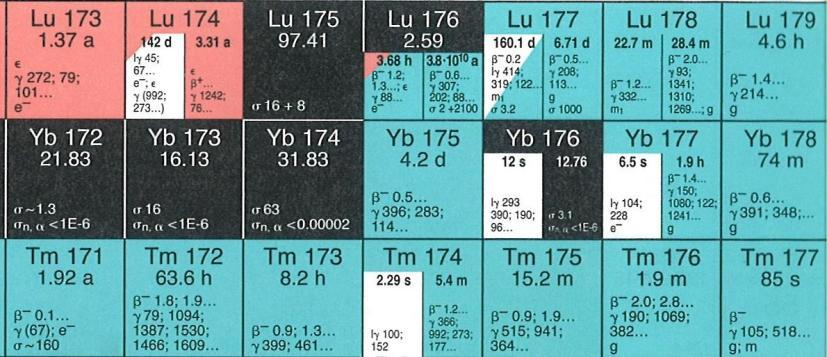 Lu 173
1.37 a
ϵ
γ 272; 79;
101...
e⁻
Lu 174
142 d
Iγ 45;
67...
e⁻; ϵ
γ (992;
273...)
3.31 a
ϵ
β⁺...
γ 1242;
76...
Lu 175
97.41
σ 16 + 8
Lu 176
2.59
3.68 h
β⁻ 1.2;
1.3...; ϵ
γ 88...
e⁻
3.8·10¹⁰ a
β⁻ 0.6...
γ 307;
202; 88...
σ 2 +2100
Lu 177
160.1 d
β⁻ 0.2
Iγ 414;
319; 122...
m₁
σ 3.2
6.71 d
β⁻ 0.5...
γ 208;
113...
g
σ 1000
Lu 178
22.7 m
β⁻ 1.2...
γ 332...
m₁
28.4 m
β⁻ 2.0...
γ 93;
1341;
1310;
1269...; g
Lu 179
4.6 h
β⁻ 1.4...
γ 214...
g
Yb 172
21.83
σ ~1.3
σn, α <1E-6
Yb 173
16.13
σ 16
σn, α <1E-6
Yb 174
31.83
σ 63
σn, α <0.00002
Yb 175
4.2 d
β⁻ 0.5...
γ 396; 283;
114...
Yb 176
12 s
Iγ 293
390; 190;
96...
12.76
σ 3.1
σn, α <1E-6
Yb 177
6.5 s
Iγ 104;
228
e⁻
1.9 h
β⁻ 1.4...
γ 150;
1080; 122;
1241...
g
Yb 178
74 m
β⁻ 0.6...
γ 391; 348;...
g
Tm 171
1.92 a
β⁻ 0.1...
γ (67); e⁻
σ ~160
Tm 172
63.6 h
β⁻ 1.8; 1.9...
γ 79; 1094;
1387; 1530;
1466; 1609...
Tm 173
8.2 h
β⁻ 0.9; 1.3...
γ 399; 461...
Tm 174
2.29 s
Iγ 100;
152
5.4 m
β⁻ 1.2...
γ 366;
992; 273;
177...
Tm 175
15.2 m
β⁻ 0.9; 1.9...
γ 515; 941;
364...
Tm 176
1.9 m
β⁻ 2.0; 2.8...
γ 190; 1069;
382...
g
Tm 177
85 s
β⁻
γ 105; 518...
g; m